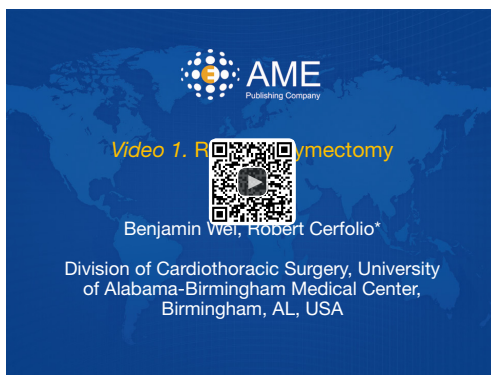 AME
Publishing Company
Video 1. R ymectomy
Benjamin Wei, Robert Cerfolio*
Division of Cardiothoracic Surgery, University
of Alabama-Birmingham Medical Center,
Birmingham, AL, USA